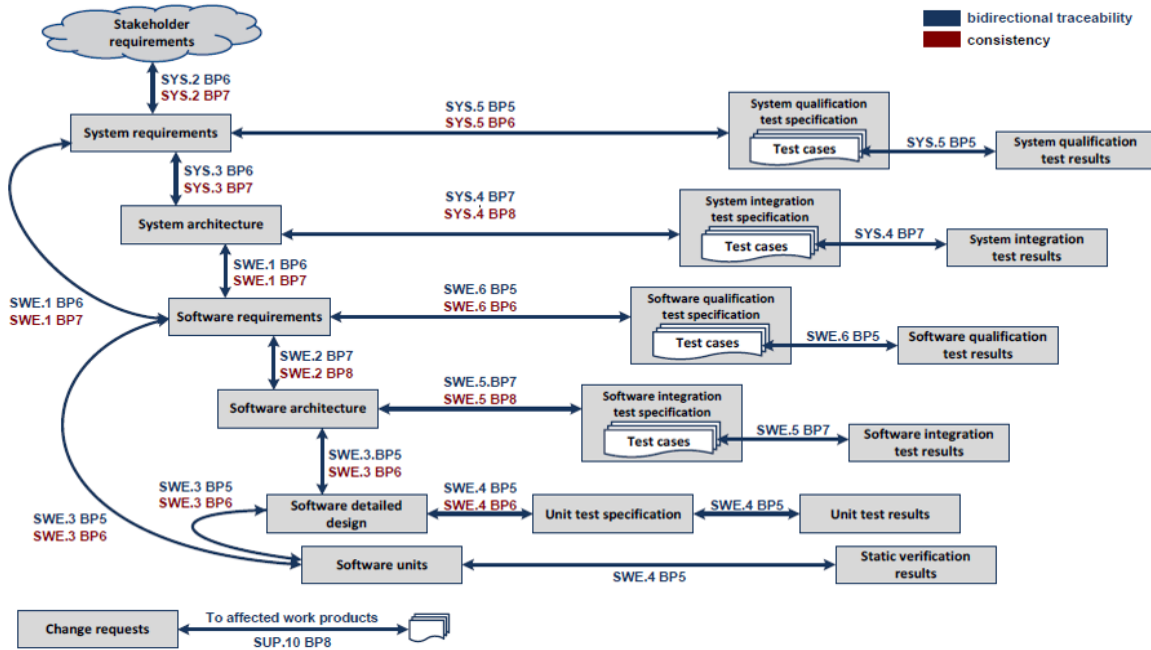 Stakeholder
requirements
bidirectional traceability
consistency
SYS.2 BP6
SYS.2 BP7
System requirements
SYS.5 BP5
SYS.5 BP6
System qualification
test specification
Test cases
SYS.5 BP5
System qualification
test results
SYS.3 BP6
SYS.3 BP7
System architecture
SYS.4 BP7
SYS.4 BP8
System integration
test specification
Test cases
SYS.4 BP7
System integration
test results
SWE.1 BP6
SWE.1 BP7
SWE.1 BP6
SWE.1 BP7
Software requirements
SWE.6 BP5
SWE.6 BP6
Software qualification
test specification
Test cases
SWE.6 BP5
Software qualification
test results
SWE.2 BP7
SWE.2 BP8
Software architecture
SWE.5.BP7
SWE.5 BP8
Software integration
test specification
Test cases
SWE.5 BP7
Software integration
test results
SWE.3.BP5
SWE.3 BP6
SWE.3 BP5
SWE.3 BP6
Software detailed
design
SWE.4 BP5
SWE.4 BP6
Unit test specification
SWE.4 BP5
Unit test results
SWE.3 BP5
SWE.3 BP6
Software units
SWE.4 BP5
Static verification
results
Change requests
To affected work products
SUP.10 BP8